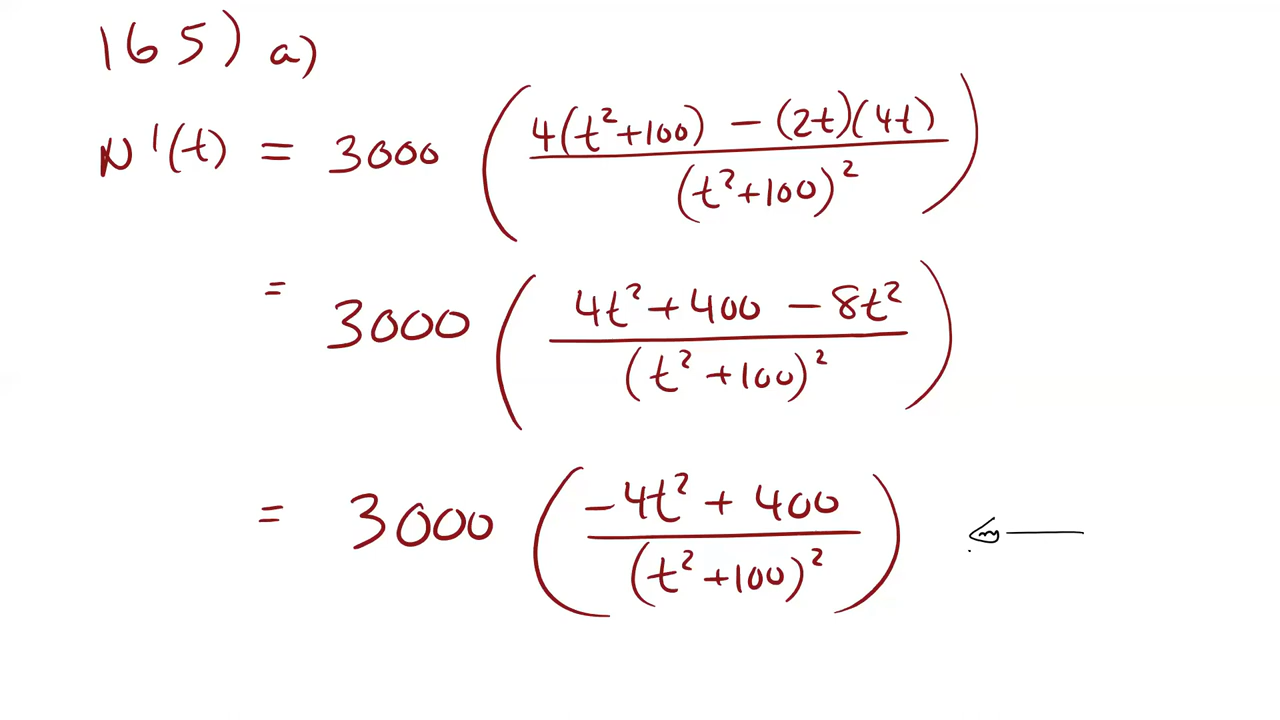 165) a)
N'(t) = 3000 ( (4(t²+100) − (2t)(4t)) / (t²+100)² )
= 3000 ( (4t²+400 − 8t²) / (t²+100)² )
= 3000 ( (−4t² + 400) / (t²+100)² ) ←